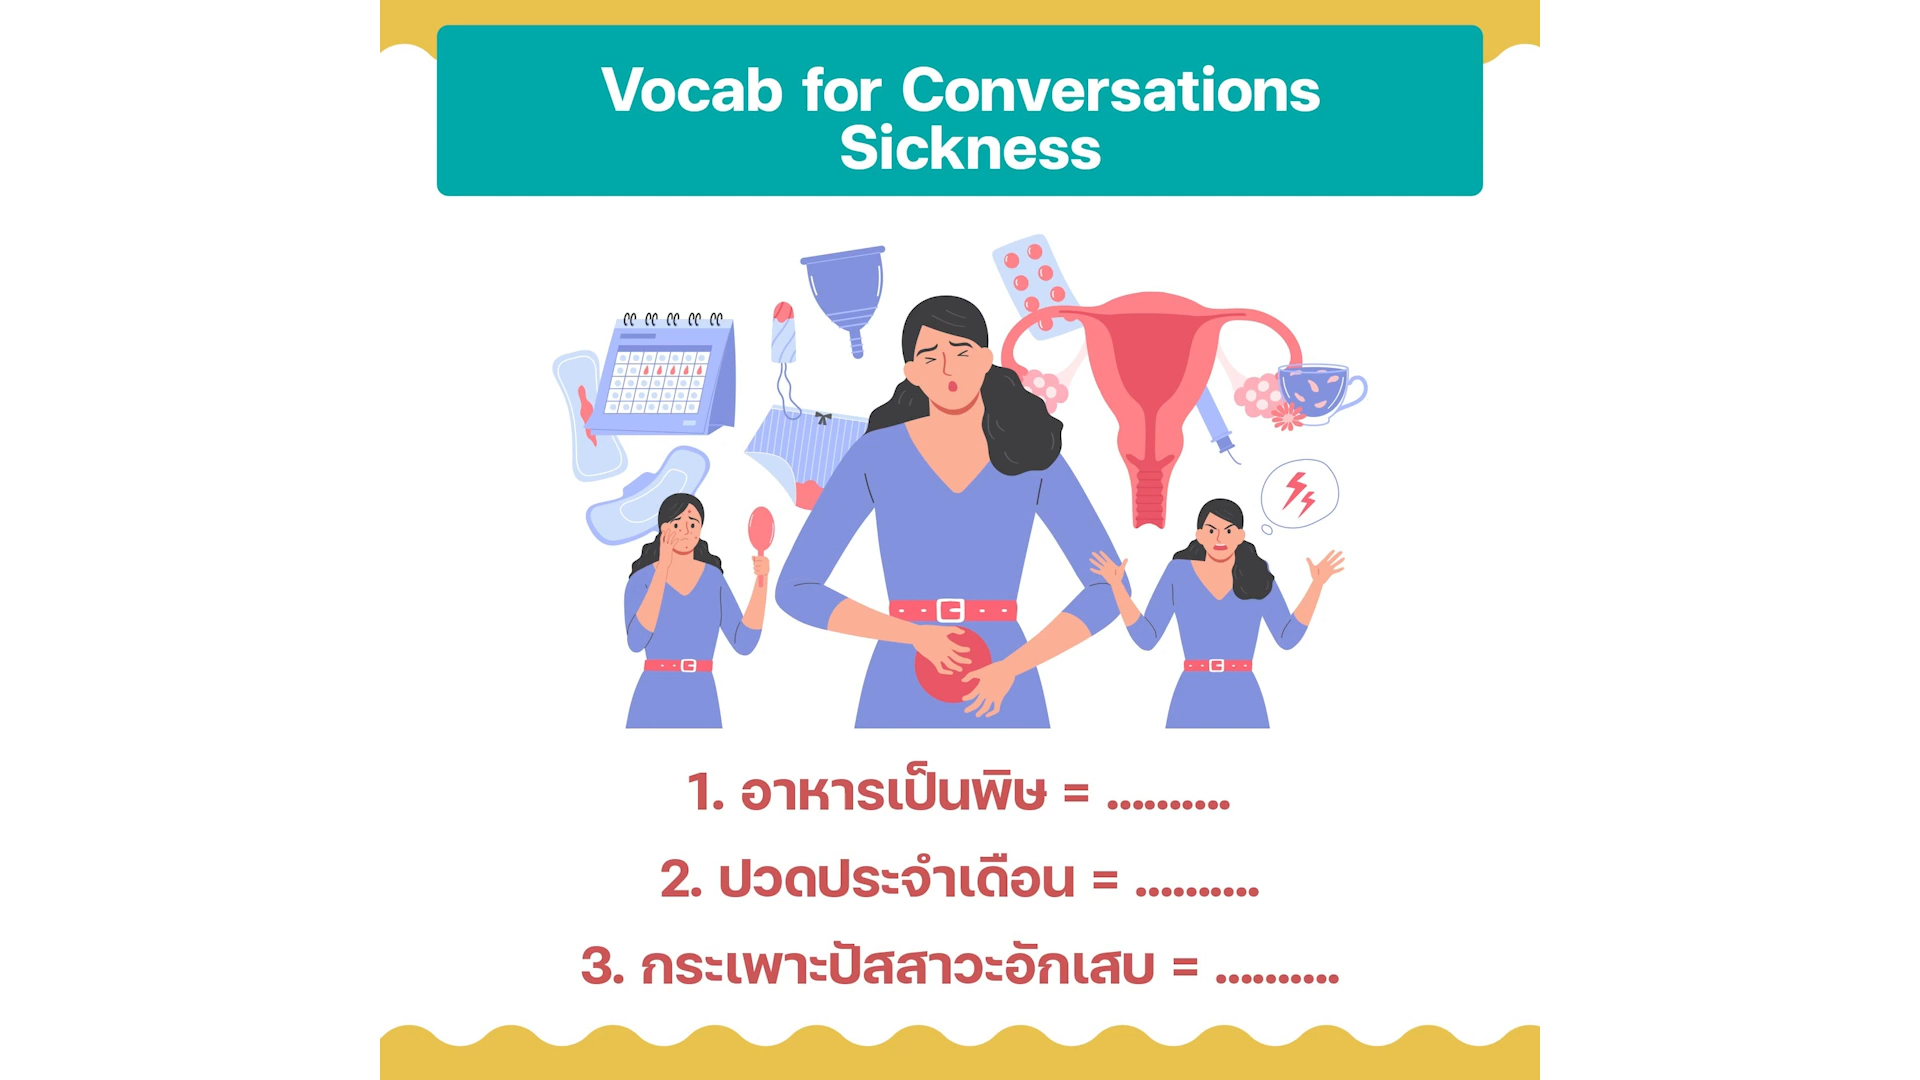 Vocab for Conversations
Sickness
1. อาหารเป็นพิษ = ..........
2. ปวดประจำเดือน = ..........
3. กระเพาะปัสสาวะอักเสบ = ..........